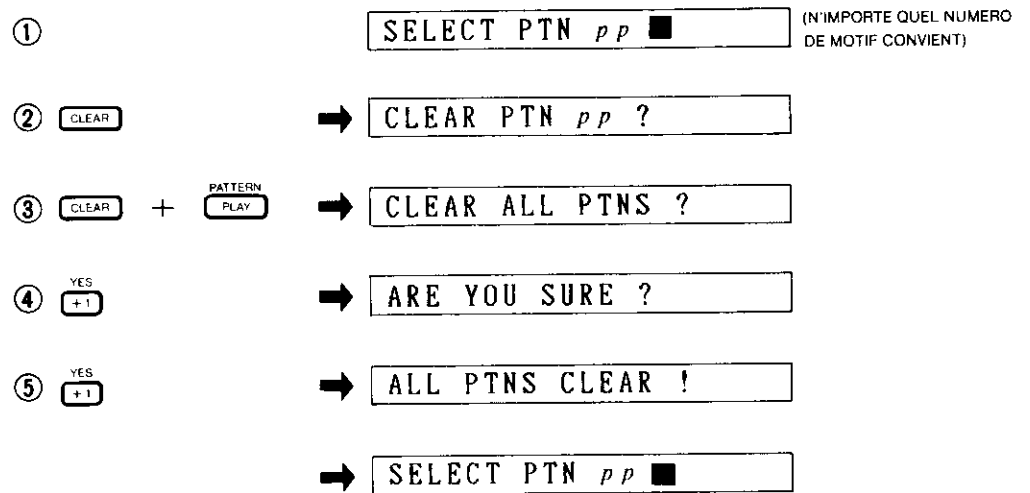 ① SELECT PTN pp ■ (N'IMPORTE QUEL NUMERO
DE MOTIF CONVIENT)
② CLEAR ➡ CLEAR PTN pp ?
PATTERN
③ CLEAR + PLAY ➡ CLEAR ALL PTNS ?
YES
④ +1 ➡ ARE YOU SURE ?
YES
⑤ +1 ➡ ALL PTNS CLEAR !
➡ SELECT PTN pp ■